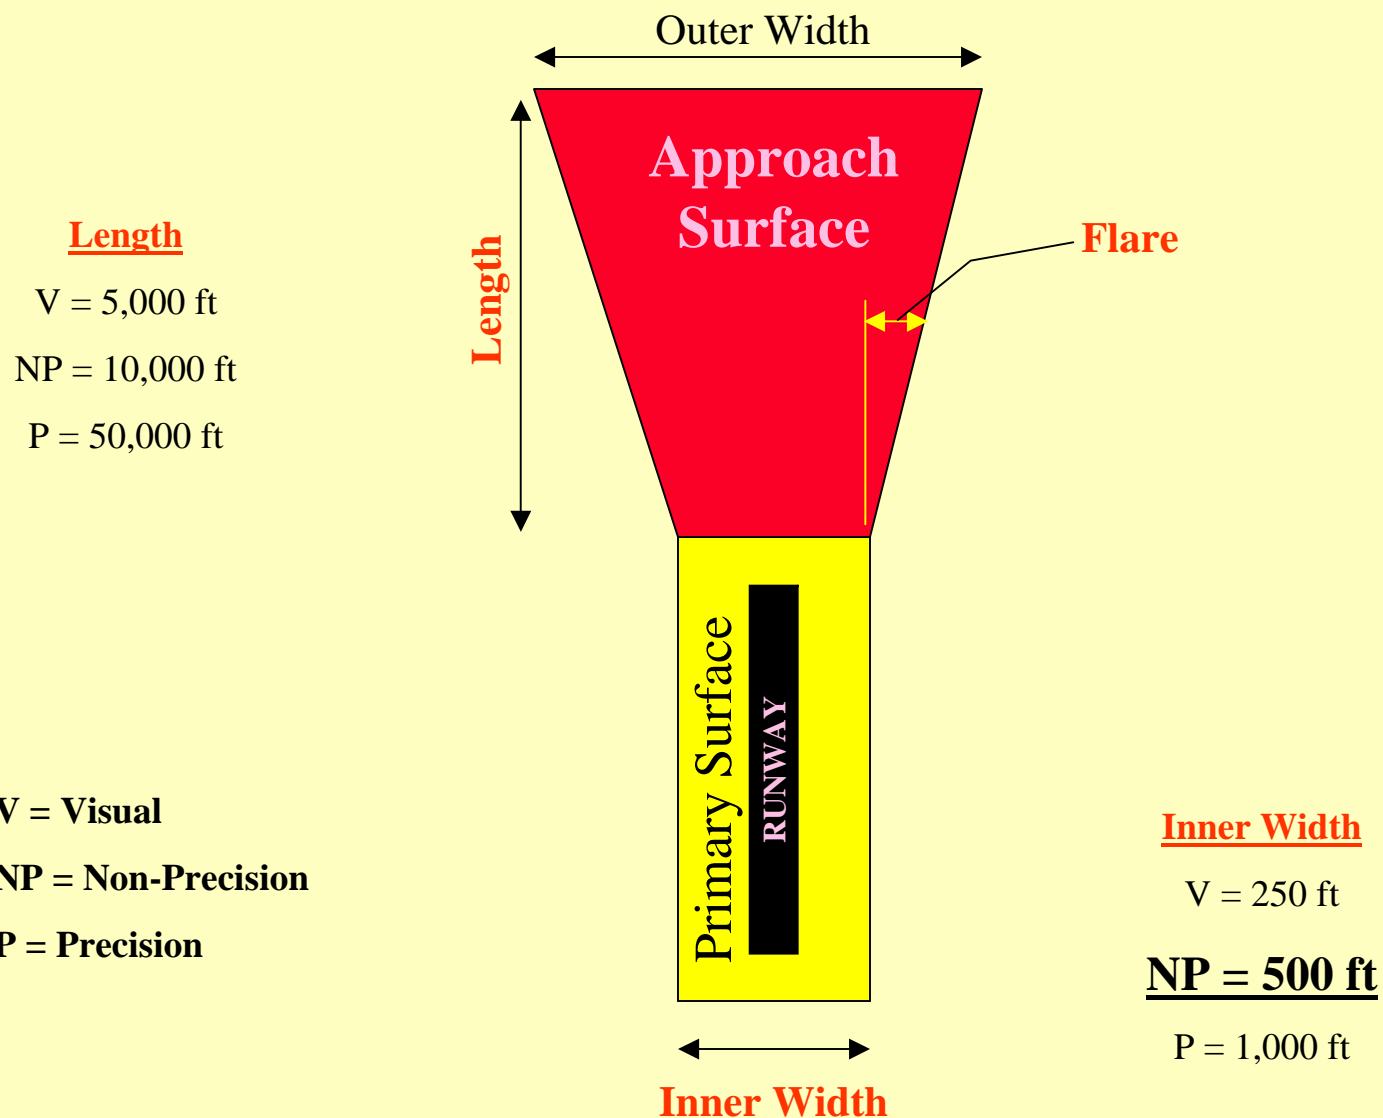 Outer Width
Approach
Surface
Length
V = 5,000 ft
NP = 10,000 ft
P = 50,000 ft
Length
Flare
Primary Surface
RUNWAY
V = Visual
NP = Non-Precision
P = Precision
Inner Width
V = 250 ft
NP = 500 ft
P = 1,000 ft
Inner Width